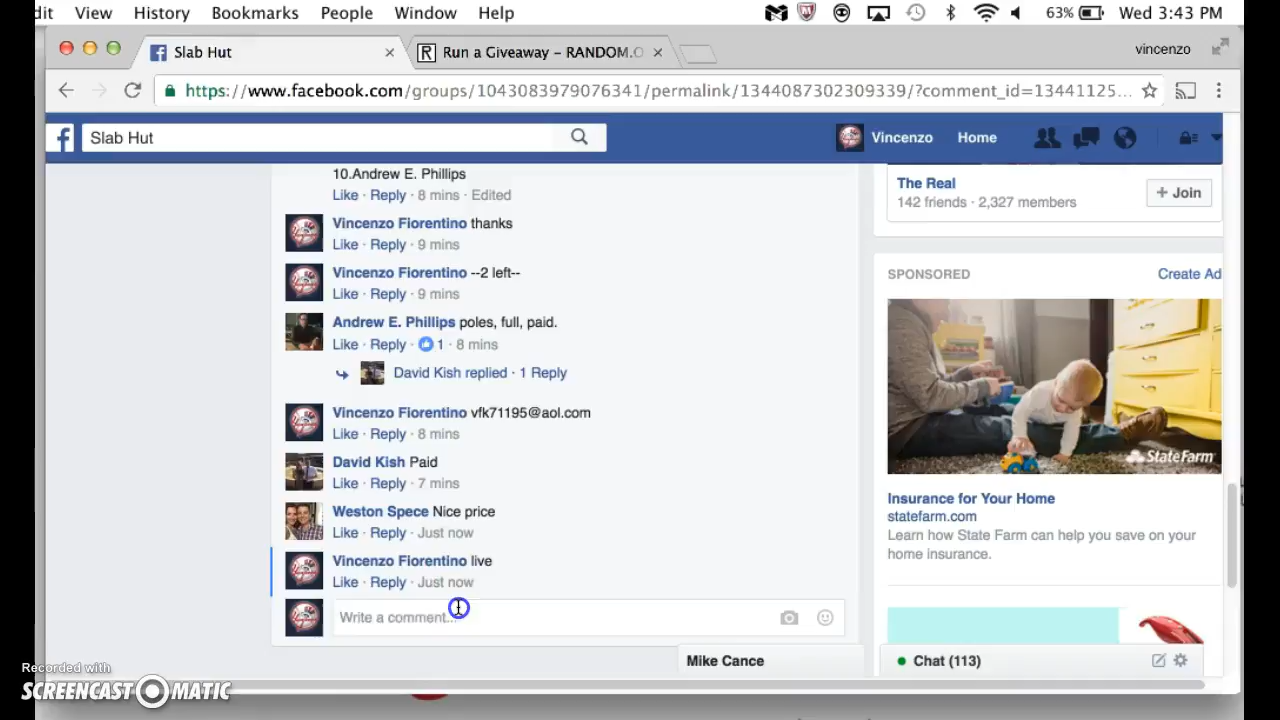 dit View History Bookmarks People Window Help 63% Wed 3:43 PM
Slab Hut
Run a Giveaway – RANDOM.O
vincenzo
https://www.facebook.com/groups/1043083979076341/permalink/1344087302309339/?comment_id=13441125...
Slab Hut
Vincenzo Home
10.Andrew E. Phillips
Like · Reply · 8 mins · Edited
Vincenzo Fiorentino thanks
Like · Reply · 9 mins
Vincenzo Fiorentino --2 left--
Like · Reply · 9 mins
Andrew E. Phillips poles, full, paid.
Like · Reply · 1 · 8 mins
David Kish replied · 1 Reply
Vincenzo Fiorentino vfk71195@aol.com
Like · Reply · 8 mins
David Kish Paid
Like · Reply · 7 mins
Weston Spece Nice price
Like · Reply · Just now
Vincenzo Fiorentino live
Like · Reply · Just now
Write a comment...
The Real
142 friends · 2,327 members
+ Join
SPONSORED
Create Ad
StateFarm
Insurance for Your Home
statefarm.com
Learn how State Farm can help you save on your
home insurance.
Mike Cance
Chat (113)
Recorded with
SCREENCAST MATIC